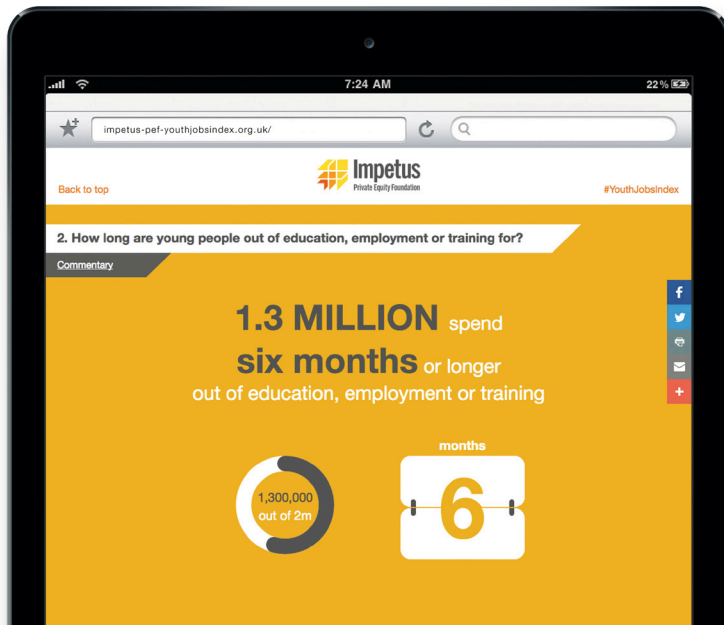 7:24 AM
22%
impetus-pef-youthjobsindex.org.uk/
Back to top
Impetus
Private Equity Foundation
#YouthJobsIndex
2. How long are young people out of education, employment or training for?
Commentary
1.3 MILLION spend
six months or longer
out of education, employment or training
months
1,300,000
out of 2m
6